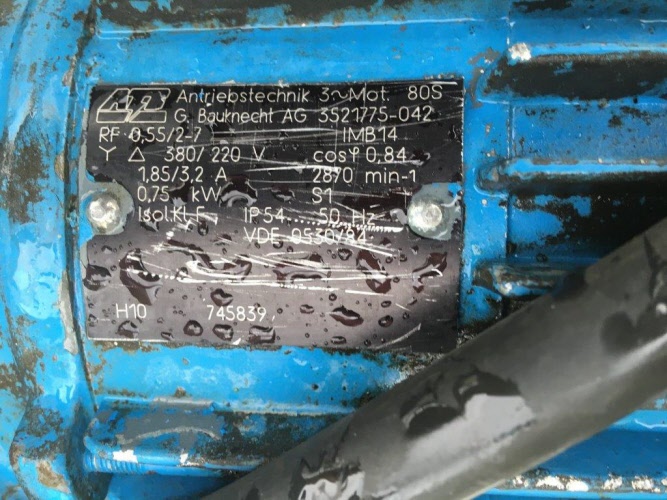 Antriebstechnik 3~Mot. 80S
G. Bauknecht AG 3521775-042
RF 0,55/2-7 IMB14
Y Δ 380/220 V cosφ 0,84
1,85/3,2 A 2870 min-1
0,75 kW S1
Isol.Kl.F IP54 50 Hz
VDE 0530/84
H10 745839